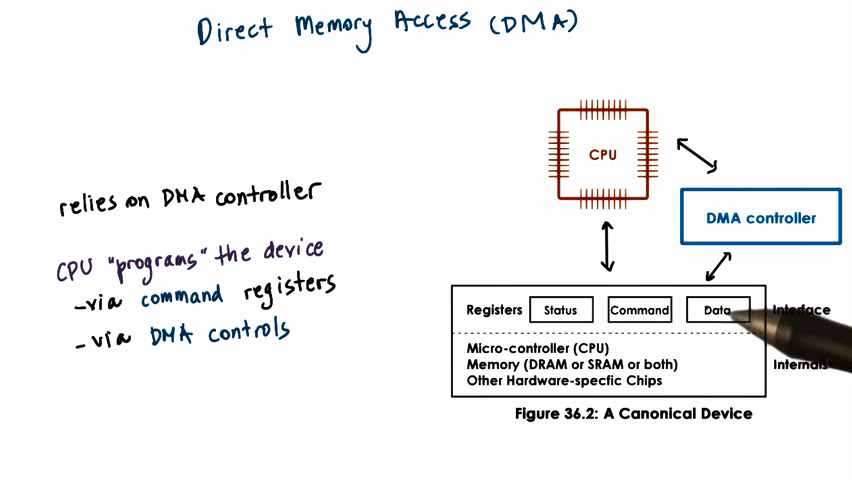 Direct Memory Access (DMA)
relies on DMA controller
CPU "programs" the device
- via command registers
- via DMA controls
CPU
DMA controller
Registers Status Command Data Interface
Micro-controller (CPU)
Memory (DRAM or SRAM or both) Internals
Other Hardware-specfic Chips
Figure 36.2: A Canonical Device